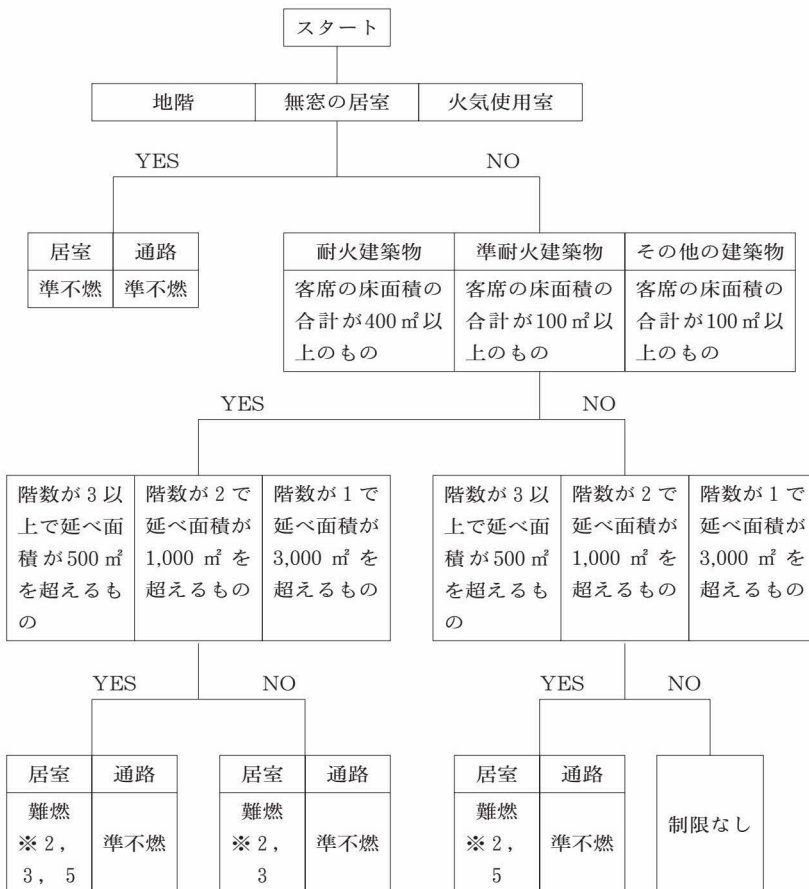 スタート
地階 無窓の居室 火気使用室
YES NO
居室 通路
準不燃 準不燃
耐火建築物 準耐火建築物 その他の建築物
客席の床面積の
合計が400㎡以
上のもの
客席の床面積の
合計が100㎡以
上のもの
客席の床面積の
合計が100㎡以
上のもの
YES NO
階数が3以
上で延べ面
積が500㎡
を超えるも
の
階数が2で
延べ面積が
1,000㎡を
超えるもの
階数が1で
延べ面積が
3,000㎡を
超えるもの
階数が3以
上で延べ面
積が500㎡
を超えるも
の
階数が2で
延べ面積が
1,000㎡を
超えるもの
階数が1で
延べ面積が
3,000㎡を
超えるもの
YES NO
YES NO
居室 通路
難燃
※2,
3, 5
準不燃
居室 通路
難燃
※2,
3
準不燃
居室 通路
難燃
※2,
5
準不燃
制限なし